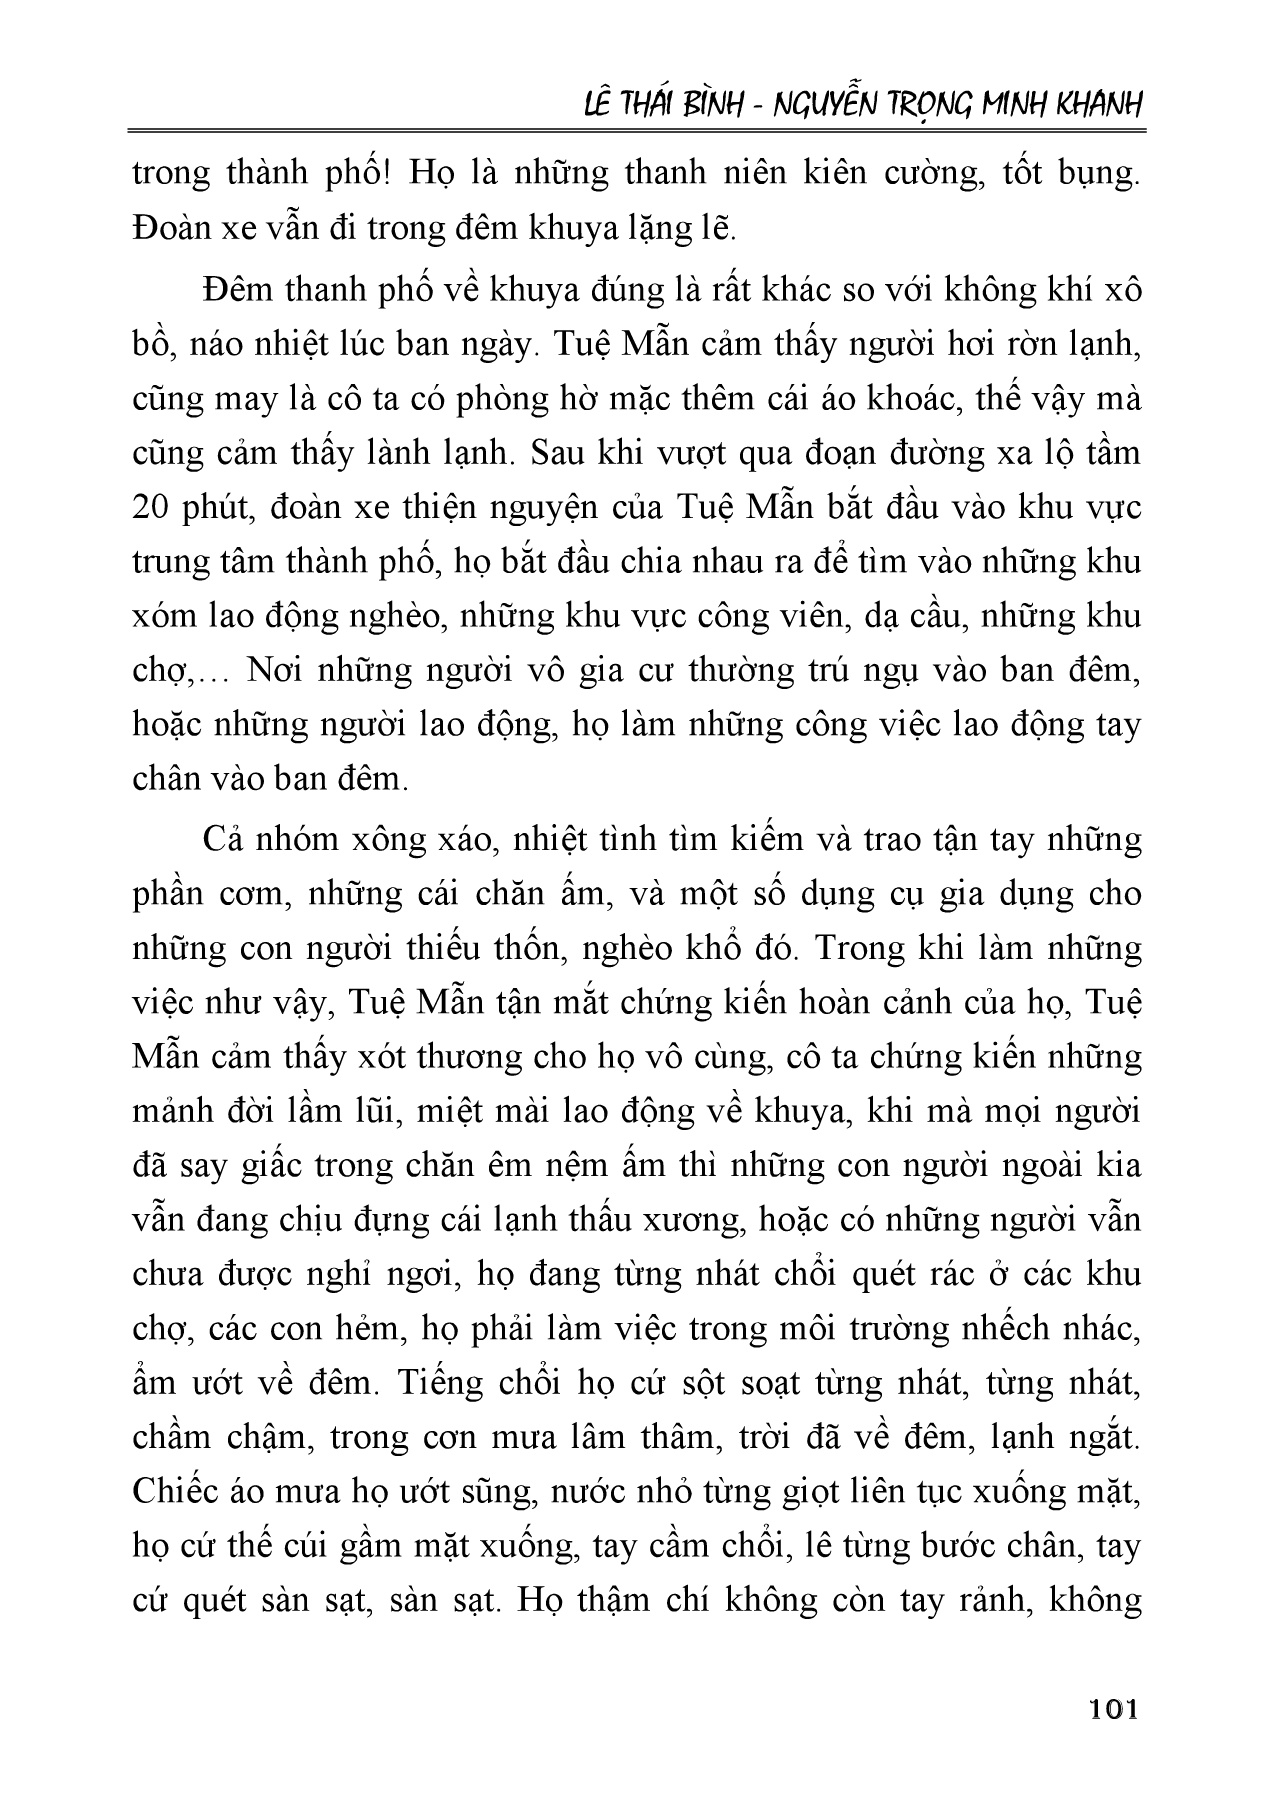 LÊ THÁI BÌNH - NGUYỄN TRỌNG MINH KHANH
trong thành phố! Họ là những thanh niên kiên cường, tốt bụng.
Đoàn xe vẫn đi trong đêm khuya lặng lẽ.
Đêm thanh phố về khuya đúng là rất khác so với không khí xô
bồ, náo nhiệt lúc ban ngày. Tuệ Mẫn cảm thấy người hơi rờn lạnh,
cũng may là cô ta có phòng hờ mặc thêm cái áo khoác, thế vậy mà
cũng cảm thấy lành lạnh. Sau khi vượt qua đoạn đường xa lộ tầm
20 phút, đoàn xe thiện nguyện của Tuệ Mẫn bắt đầu vào khu vực
trung tâm thành phố, họ bắt đầu chia nhau ra để tìm vào những khu
xóm lao động nghèo, những khu vực công viên, dạ cầu, những khu
chợ,… Nơi những người vô gia cư thường trú ngụ vào ban đêm,
hoặc những người lao động, họ làm những công việc lao động tay
chân vào ban đêm.
Cả nhóm xông xáo, nhiệt tình tìm kiếm và trao tận tay những
phần cơm, những cái chăn ấm, và một số dụng cụ gia dụng cho
những con người thiếu thốn, nghèo khổ đó. Trong khi làm những
việc như vậy, Tuệ Mẫn tận mắt chứng kiến hoàn cảnh của họ, Tuệ
Mẫn cảm thấy xót thương cho họ vô cùng, cô ta chứng kiến những
mảnh đời lầm lũi, miệt mài lao động về khuya, khi mà mọi người
đã say giấc trong chăn êm nệm ấm thì những con người ngoài kia
vẫn đang chịu đựng cái lạnh thấu xương, hoặc có những người vẫn
chưa được nghỉ ngơi, họ đang từng nhát chổi quét rác ở các khu
chợ, các con hẻm, họ phải làm việc trong môi trường nhếch nhác,
ẩm ướt về đêm. Tiếng chổi họ cứ sột soạt từng nhát, từng nhát,
chầm chậm, trong cơn mưa lâm thâm, trời đã về đêm, lạnh ngắt.
Chiếc áo mưa họ ướt sũng, nước nhỏ từng giọt liên tục xuống mặt,
họ cứ thế cúi gầm mặt xuống, tay cầm chổi, lê từng bước chân, tay
cứ quét sàn sạt, sàn sạt. Họ thậm chí không còn tay rảnh, không
101